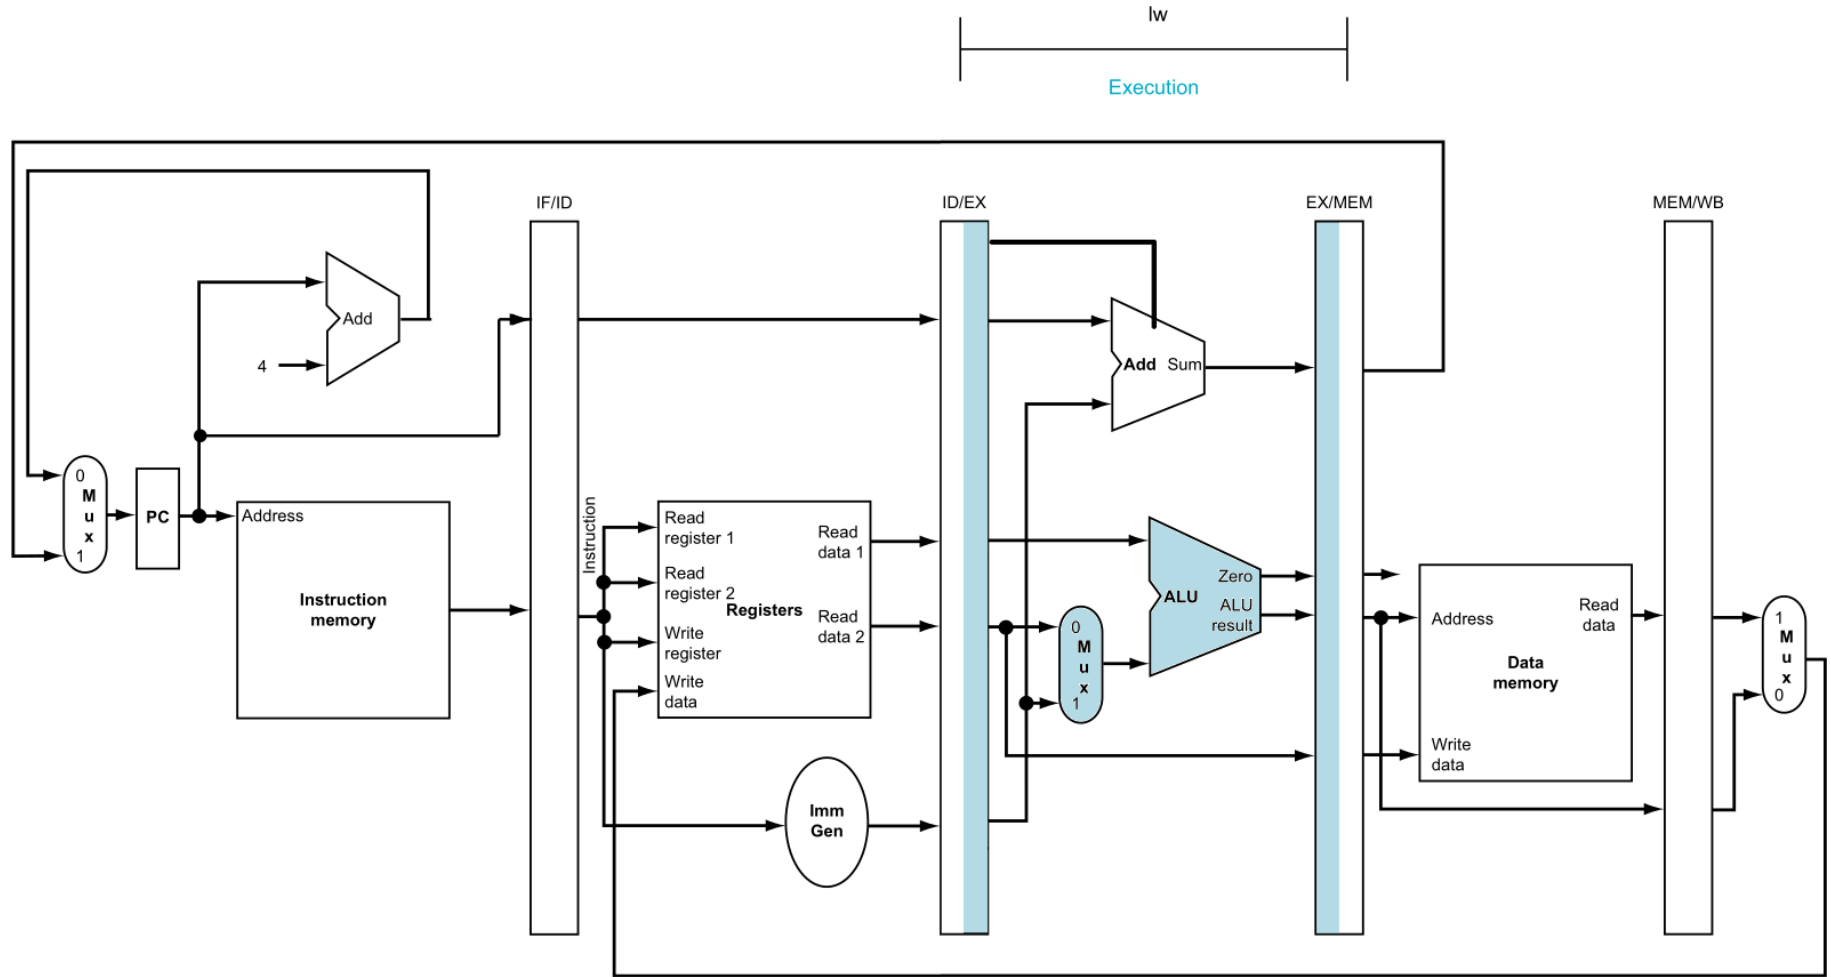 lw
Execution
IF/ID
ID/EX
EX/MEM
MEM/WB
Add
4
Add Sum
0
M
u
x
1
PC
Address
Instruction
memory
Instruction
Read
register 1
Read
register 2
Write
register
Write
data
Registers
Read
data 1
Read
data 2
Imm
Gen
0
M
u
x
1
ALU
Zero
ALU
result
Address
Read
data
Data
memory
Write
data
1
M
u
x
0